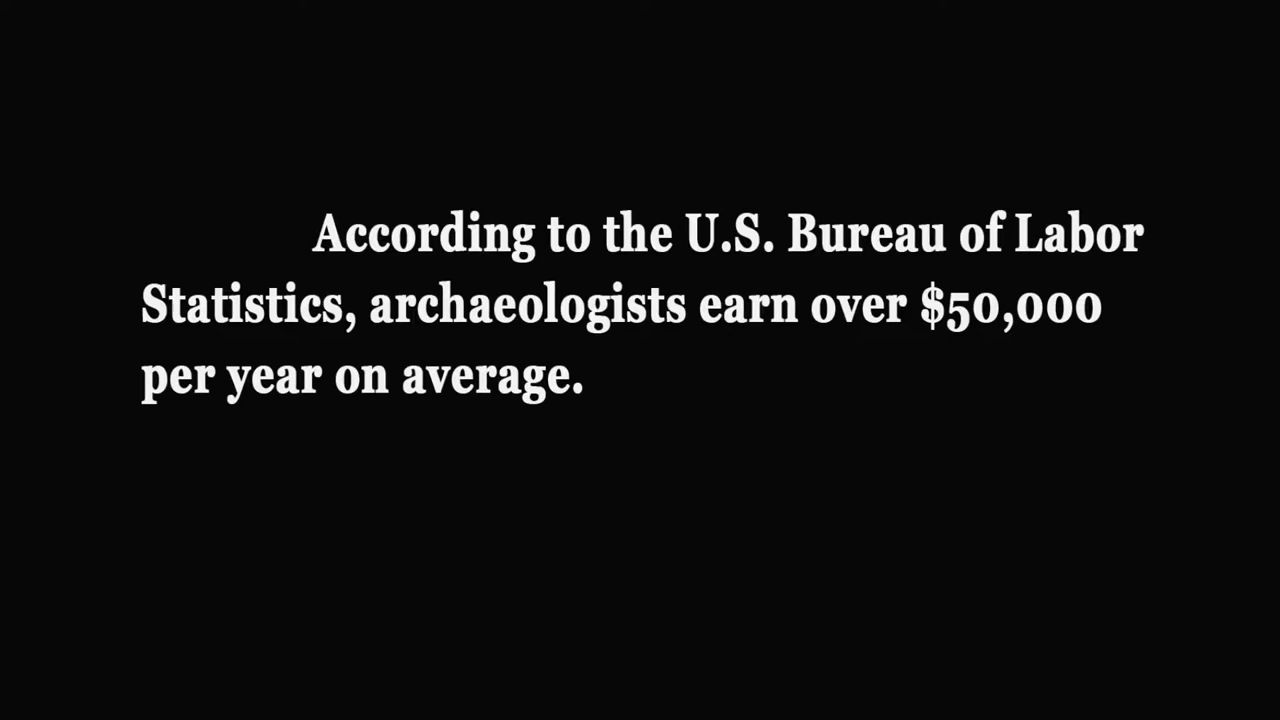 According to the U.S. Bureau of Labor
Statistics, archaeologists earn over $50,000
per year on average.